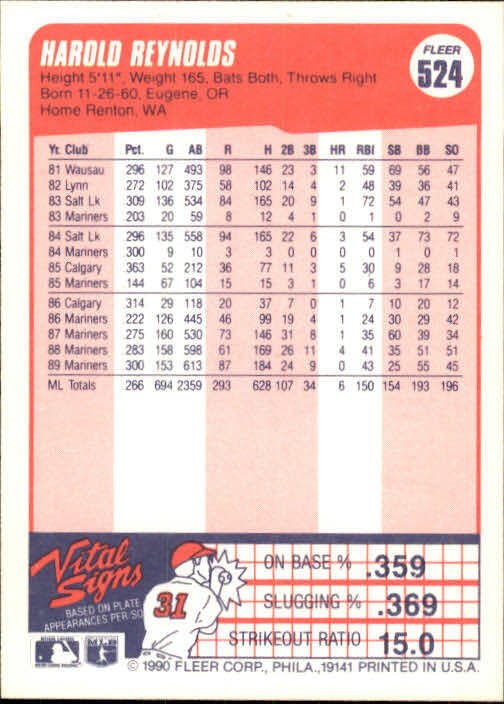 HAROLD REYNOLDS
FLEER
524
Height 5'11", Weight 165, Bats Both, Throws Right
Born 11-26-60, Eugene, OR
Home Renton, WA
Yr. Club Pct. G AB R H 2B 3B HR RBI SB BB SO
81 Wausau 296 127 493 98 146 23 3 11 59 69 56 47
82 Lynn 272 102 375 58 102 14 4 2 48 39 36 41
83 Salt Lk 309 136 534 84 165 20 9 1 72 54 47 43
83 Mariners 203 20 59 8 12 4 1 0 1 0 2 9
84 Salt Lk 296 135 558 94 165 22 6 3 54 37 73 72
84 Mariners 300 9 10 3 3 0 0 0 0 1 0 1
85 Calgary 363 52 212 36 77 11 3 5 30 9 28 18
85 Mariners 144 67 104 15 15 3 1 0 6 3 17 14
86 Calgary 314 29 118 20 37 7 0 1 7 10 20 12
86 Mariners 222 126 445 46 99 19 4 1 24 30 29 42
87 Mariners 275 160 530 73 146 31 8 1 35 60 39 34
88 Mariners 283 158 598 61 169 26 11 4 41 35 51 51
89 Mariners 300 153 613 87 184 24 9 0 43 25 55 45
ML Totals 266 694 2359 293 628 107 34 6 150 154 193 196
Vital Signs
BASED ON PLATE
APPEARANCES PER SO
31
ON BASE % .359
SLUGGING % .369
STRIKEOUT RATIO 15.0
© 1990 FLEER CORP., PHILA., 19141 PRINTED IN U.S.A.